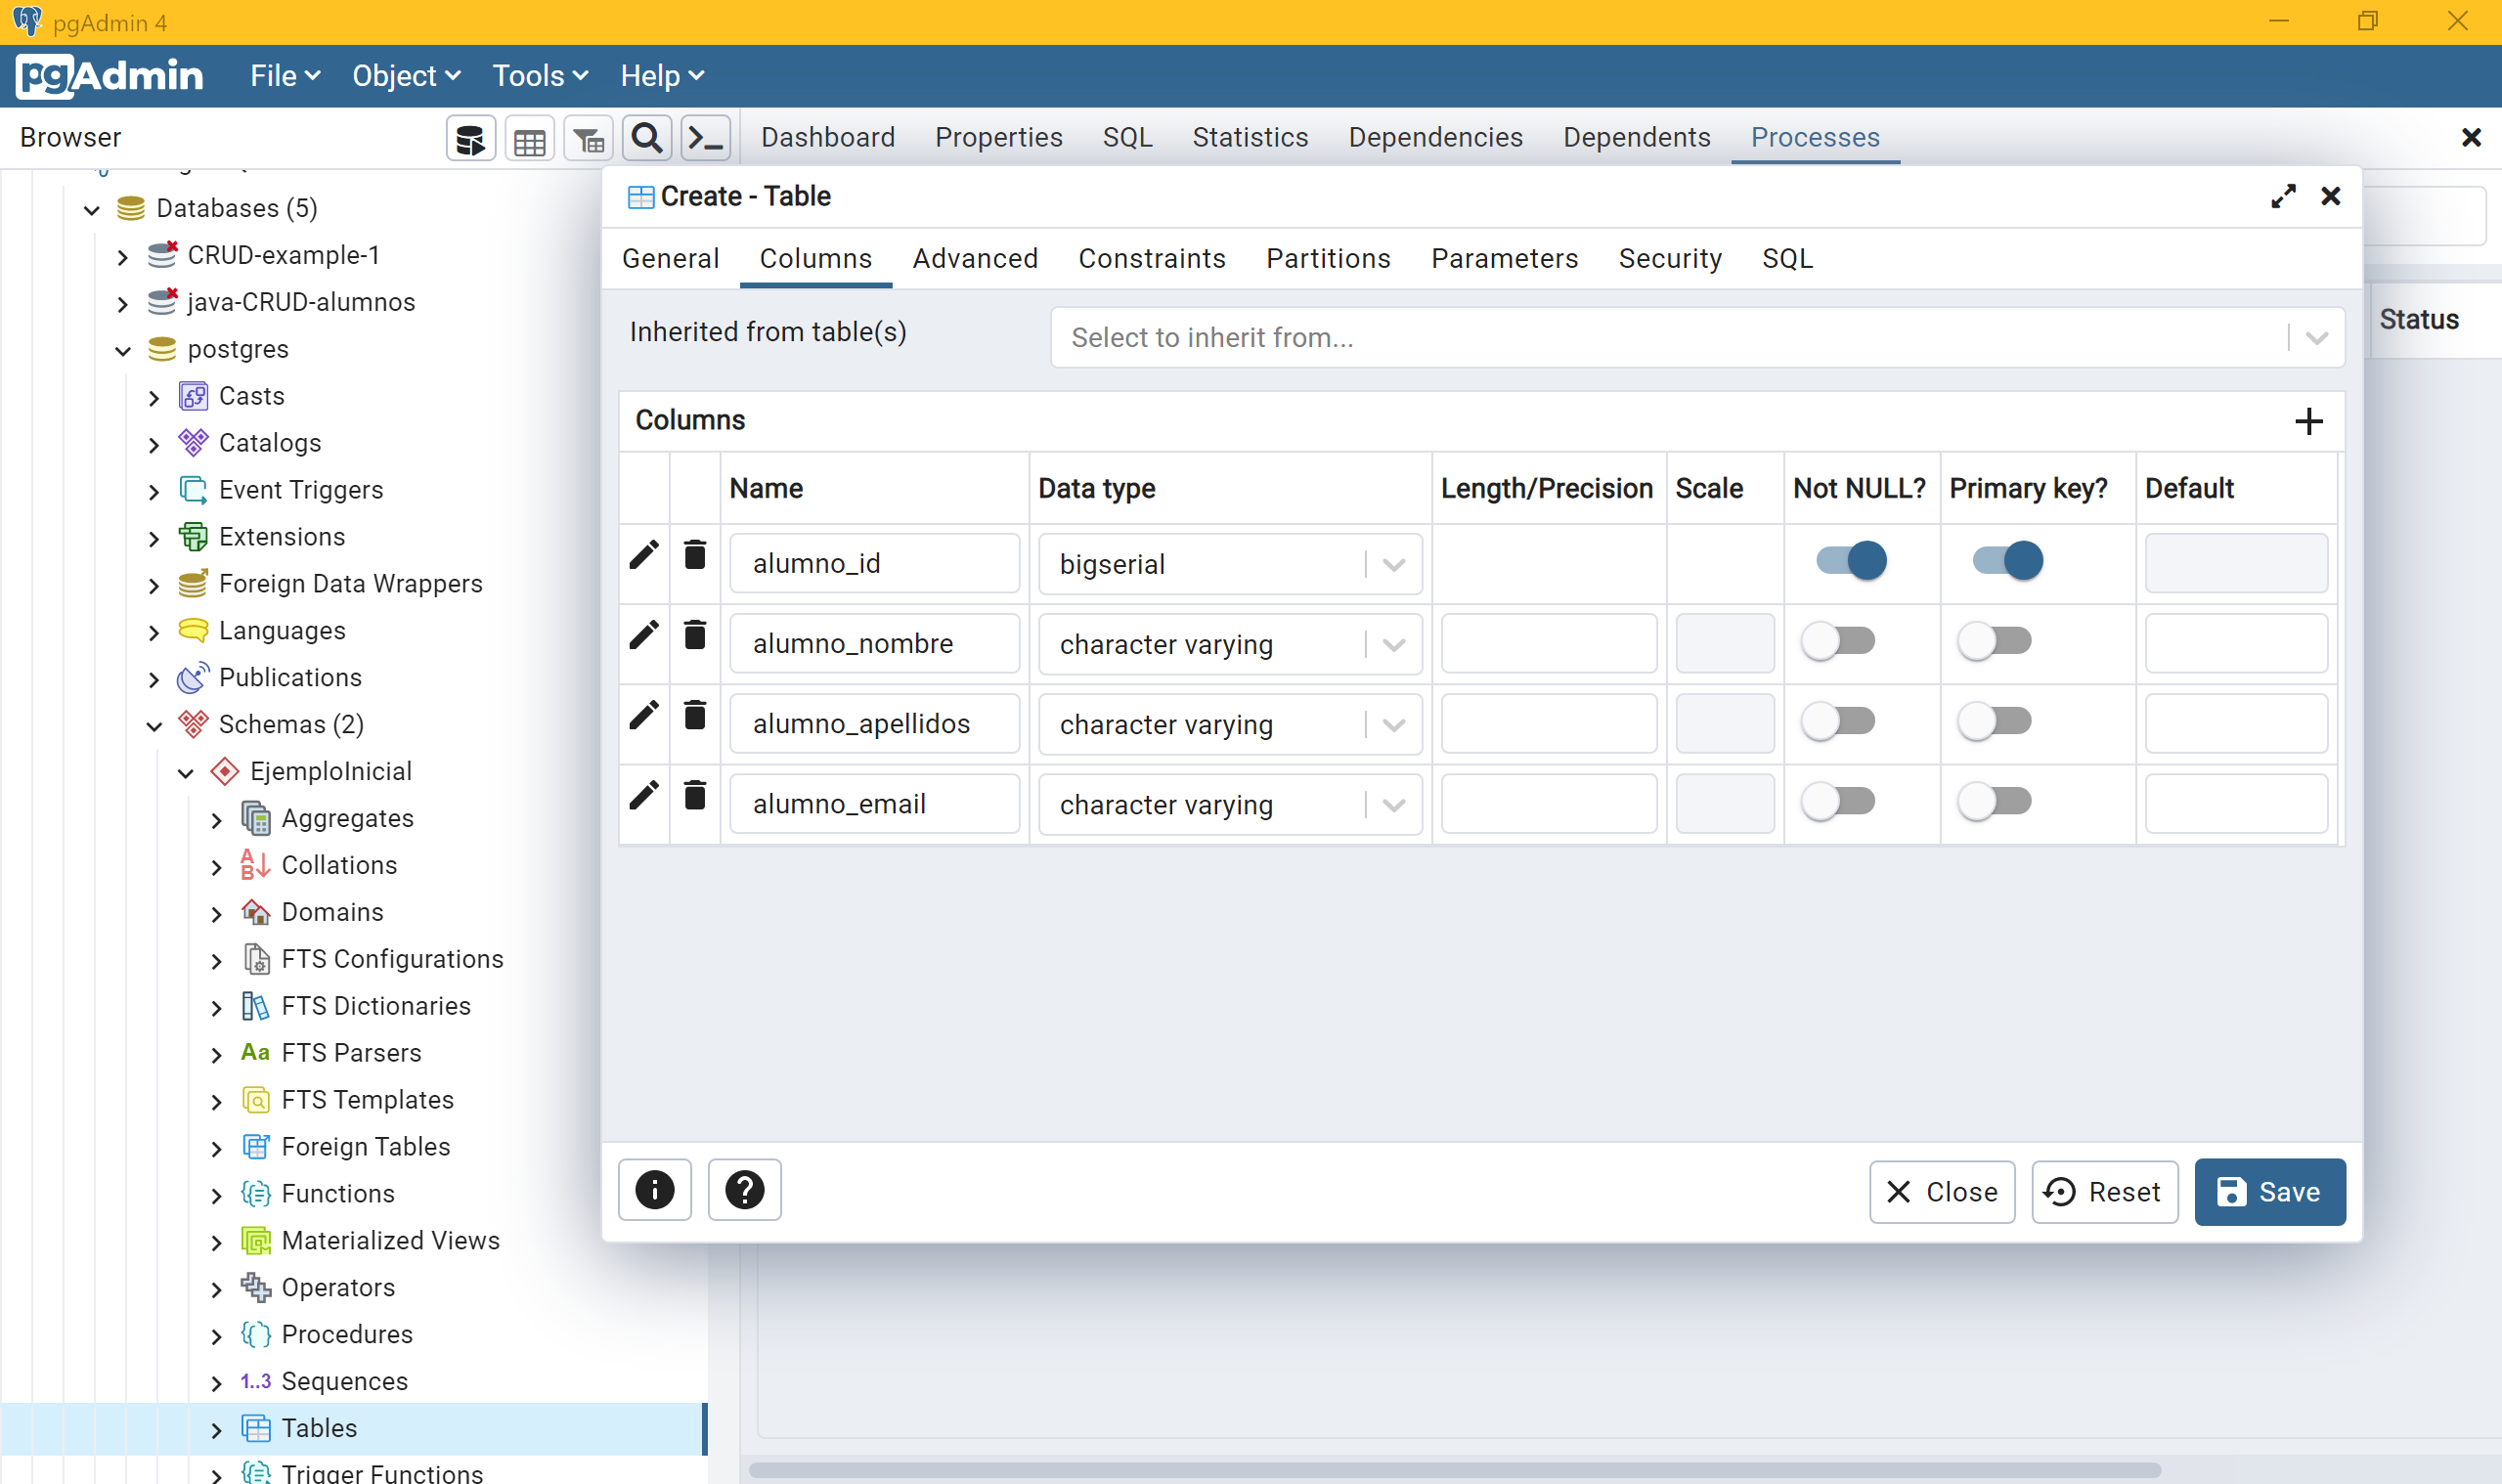 pgAdmin 4
pgAdmin File Object Tools Help
Browser
Dashboard Properties SQL Statistics Dependencies Dependents Processes
Databases (5)
CRUD-example-1
java-CRUD-alumnos
postgres
Casts
Catalogs
Event Triggers
Extensions
Foreign Data Wrappers
Languages
Publications
Schemas (2)
EjemploInicial
Aggregates
Collations
Domains
FTS Configurations
FTS Dictionaries
Aa FTS Parsers
FTS Templates
Foreign Tables
Functions
Materialized Views
Operators
Procedures
1..3 Sequences
Tables
Trigger Functions
Create - Table
General Columns Advanced Constraints Partitions Parameters Security SQL
Inherited from table(s) Select to inherit from...
Status
Columns
Name Data type Length/Precision Scale Not NULL? Primary key? Default
alumno_id bigserial
alumno_nombre character varying
alumno_apellidos character varying
alumno_email character varying
Close Reset Save